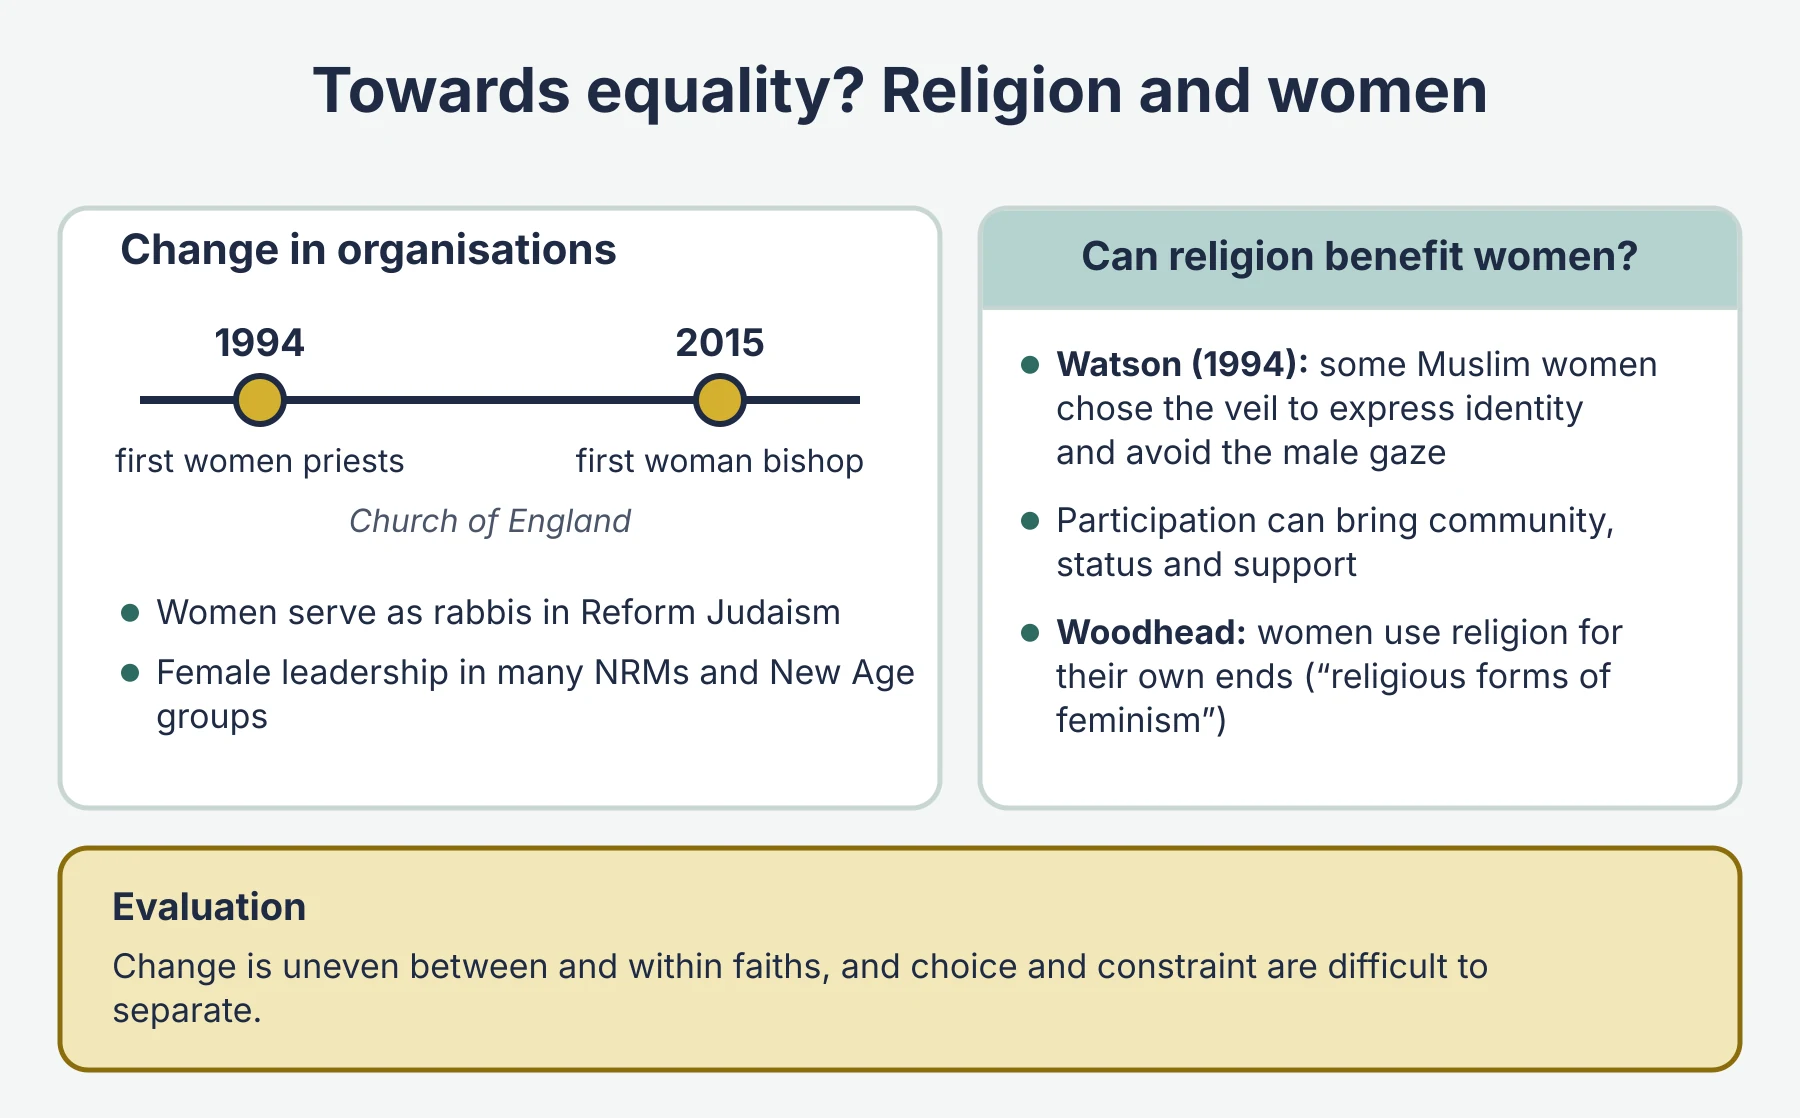 Towards equality? Religion and women
Change in organisations
1994
2015
first women priests
first woman bishop
Church of England
Women serve as rabbis in Reform Judaism
Female leadership in many NRMs and New Age
groups
Can religion benefit women?
Watson (1994): some Muslim women
chose the veil to express identity
and avoid the male gaze
Participation can bring community,
status and support
Woodhead: women use religion for
their own ends (“religious forms of
feminism”)
Evaluation
Change is uneven between and within faiths, and choice and constraint are difficult to
separate.